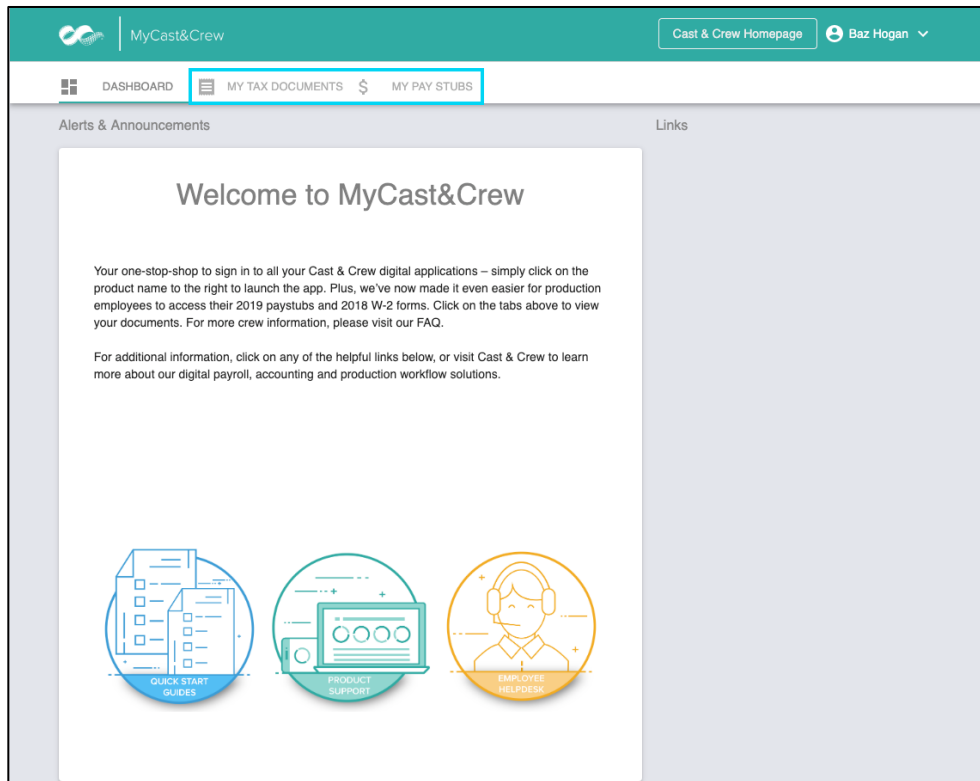 MyCast&Crew
Cast & Crew Homepage
Baz Hogan
DASHBOARD
MY TAX DOCUMENTS
$
MY PAY STUBS
Alerts & Announcements
Links
Welcome to MyCast&Crew
Your one-stop-shop to sign in to all your Cast & Crew digital applications – simply click on the
product name to the right to launch the app. Plus, we've now made it even easier for production
employees to access their 2019 paystubs and 2018 W-2 forms. Click on the tabs above to view
your documents. For more crew information, please visit our FAQ.
For additional information, click on any of the helpful links below, or visit Cast & Crew to learn
more about our digital payroll, accounting and production workflow solutions.
QUICK START
GUIDES
PRODUCT
SUPPORT
EMPLOYEE
HELPDESK